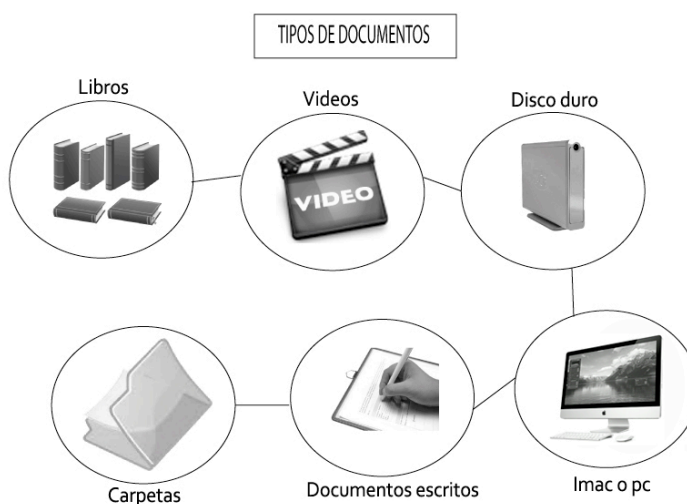 TIPOS DE DOCUMENTOS
Libros
Videos
Disco duro
VIDEO
Carpetas
Documentos escritos
Imac o pc